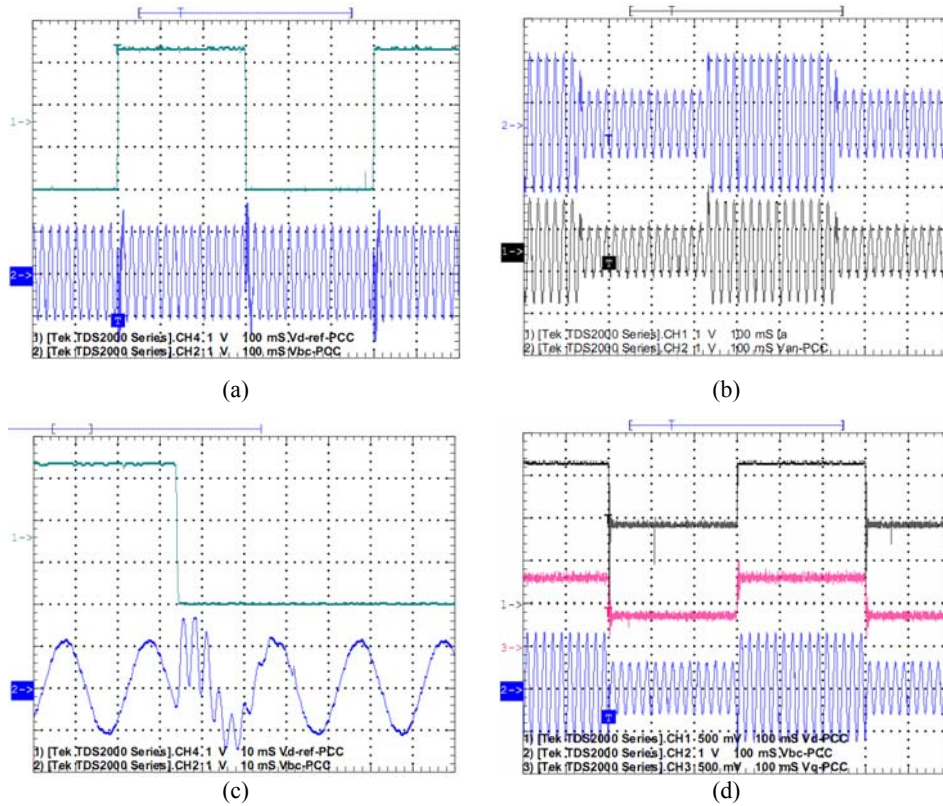 1->
2->
1) [Tek TDS2000 Series].CH4 1 V 100 mS Vd-ref-PCC
2) [Tek TDS2000 Series].CH2 1 V 100 mS Vbc-PCC
(a)
2->
1->
1) [Tek TDS2000 Series].CH1 1 V 100 mS Ia
2) [Tek TDS2000 Series].CH2 1 V 100 mS Van-PCC
(b)
1->
2->
1) [Tek TDS2000 Series].CH4 1 V 10 mS Vd-ref-PCC
2) [Tek TDS2000 Series].CH2 1 V 10 mS Vbc-PCC
(c)
1->
3->
2->
1) [Tek TDS2000 Series].CH1 500 mV 100 mS Vd-PCC
2) [Tek TDS2000 Series].CH2 1 V 100 mS Vbc-PCC
3) [Tek TDS2000 Series].CH3 500 mV 100 mS Vq-PCC
(d)